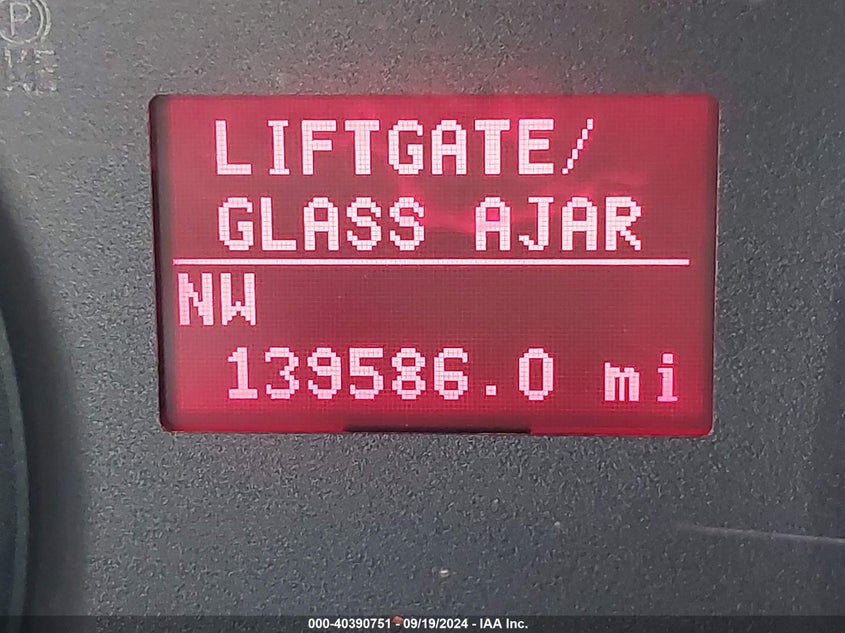 LIFTGATE/
GLASS AJAR
NW
139586.0 mi
000-40390751 - 09/19/2024 - IAA Inc.